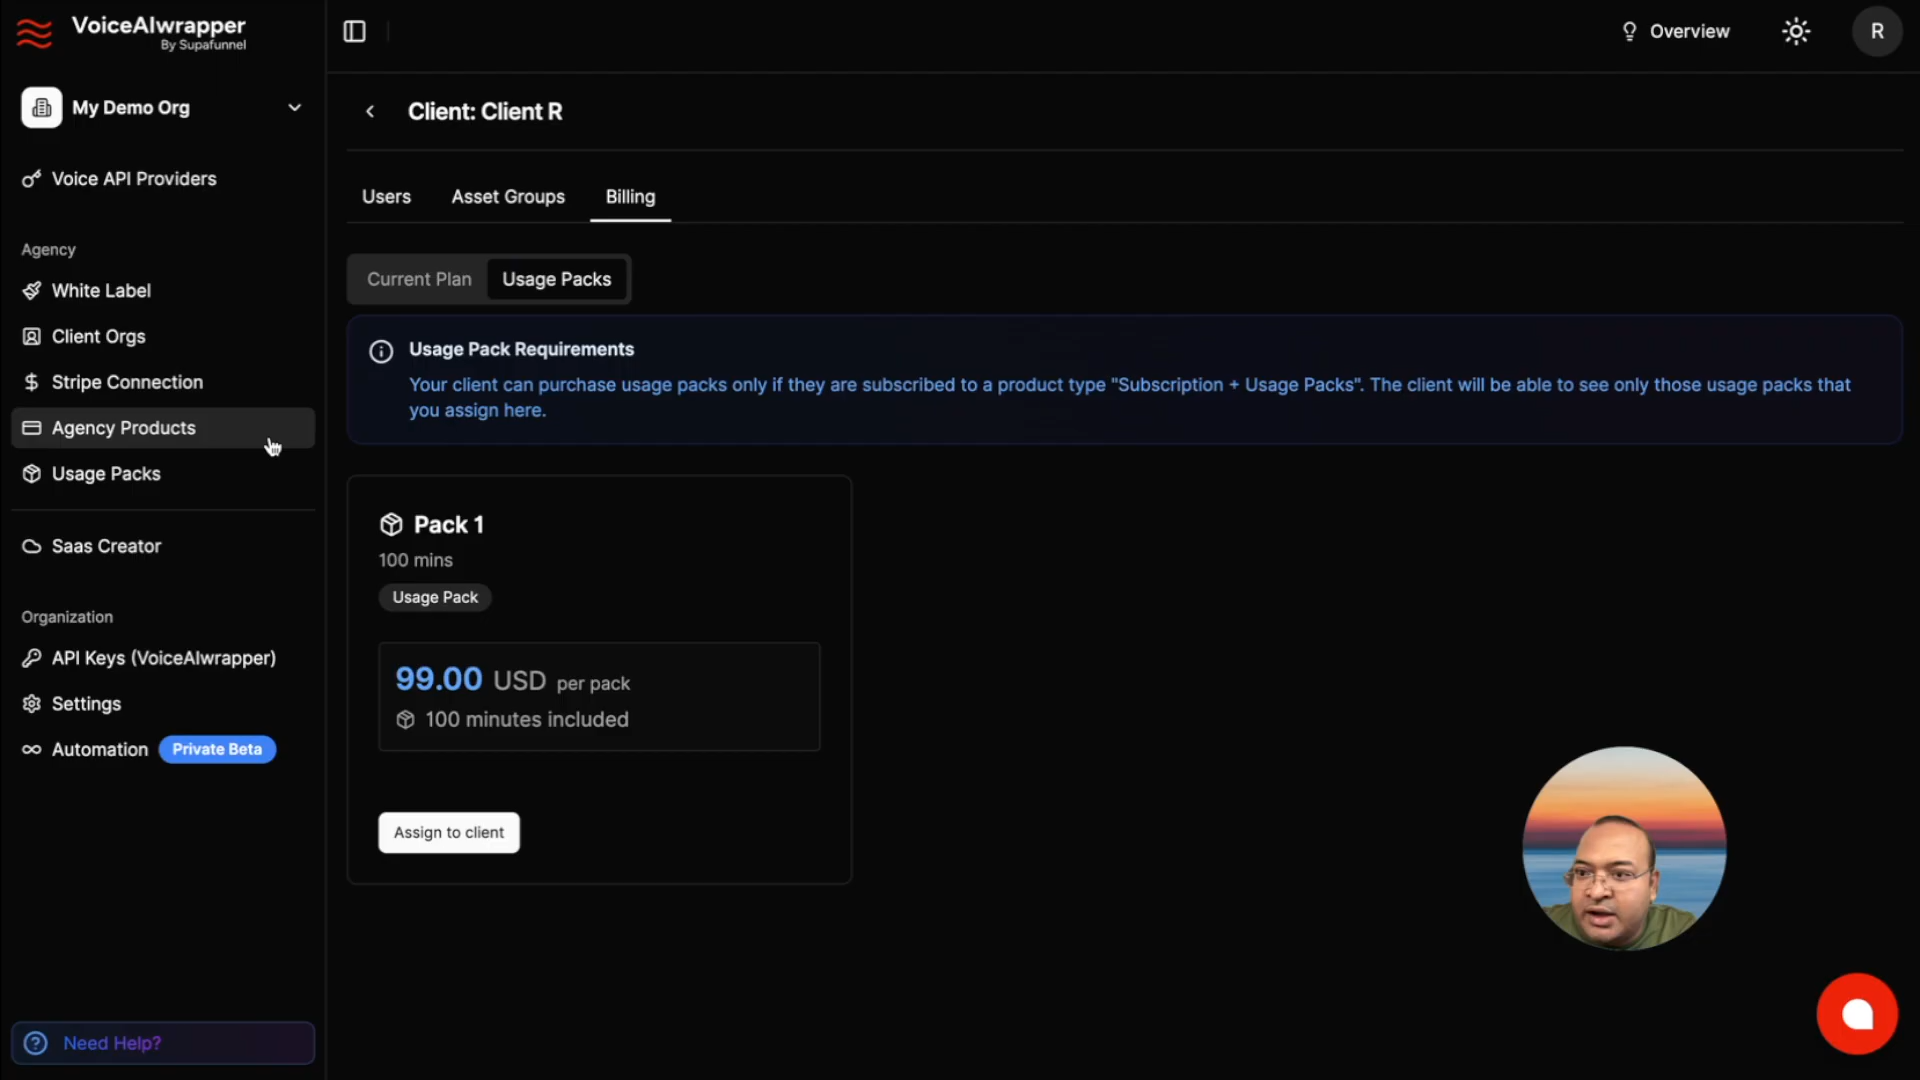 VoiceAIwrapper
By Supafunnel
My Demo Org
Voice API Providers
Agency
White Label
Client Orgs
Stripe Connection
Agency Products
Usage Packs
Saas Creator
Organization
API Keys (VoiceAIwrapper)
Settings
Automation Private Beta
Need Help?
Overview
R
Client: Client R
Users Asset Groups Billing
Current Plan Usage Packs
Usage Pack Requirements
Your client can purchase usage packs only if they are subscribed to a product type "Subscription + Usage Packs". The client will be able to see only those usage packs that
you assign here.
Pack 1
100 mins
Usage Pack
99.00 USD per pack
100 minutes included
Assign to client